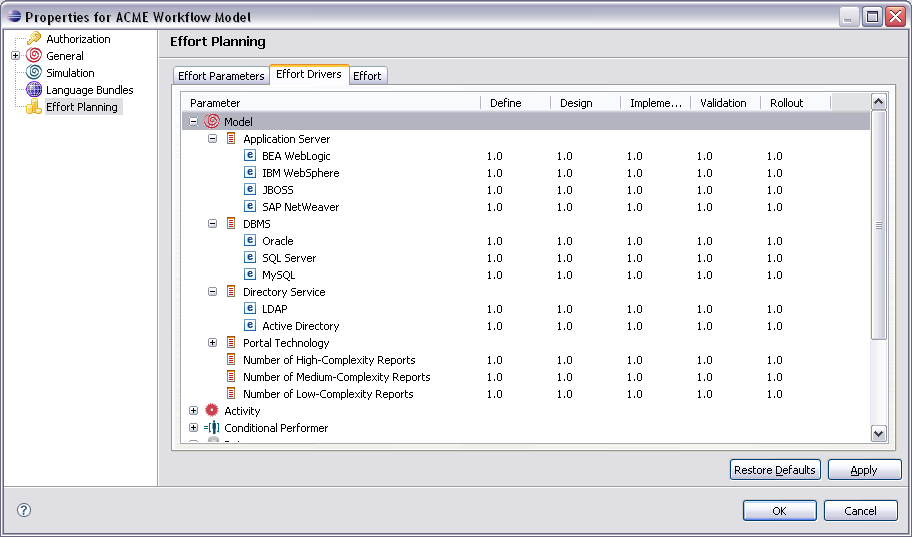 Properties for ACME Workflow Model
Authorization
General
Simulation
Language Bundles
Effort Planning
Effort Planning
Effort Parameters Effort Drivers Effort
Parameter Define Design Impleme... Validation Rollout
Model
Application Server
BEA WebLogic 1.0 1.0 1.0 1.0 1.0
IBM WebSphere 1.0 1.0 1.0 1.0 1.0
JBOSS 1.0 1.0 1.0 1.0 1.0
SAP NetWeaver 1.0 1.0 1.0 1.0 1.0
DBMS
Oracle 1.0 1.0 1.0 1.0 1.0
SQL Server 1.0 1.0 1.0 1.0 1.0
MySQL 1.0 1.0 1.0 1.0 1.0
Directory Service
LDAP 1.0 1.0 1.0 1.0 1.0
Active Directory 1.0 1.0 1.0 1.0 1.0
Portal Technology
Number of High-Complexity Reports 1.0 1.0 1.0 1.0 1.0
Number of Medium-Complexity Reports 1.0 1.0 1.0 1.0 1.0
Number of Low-Complexity Reports 1.0 1.0 1.0 1.0 1.0
Activity
Conditional Performer
Restore Defaults Apply
OK Cancel